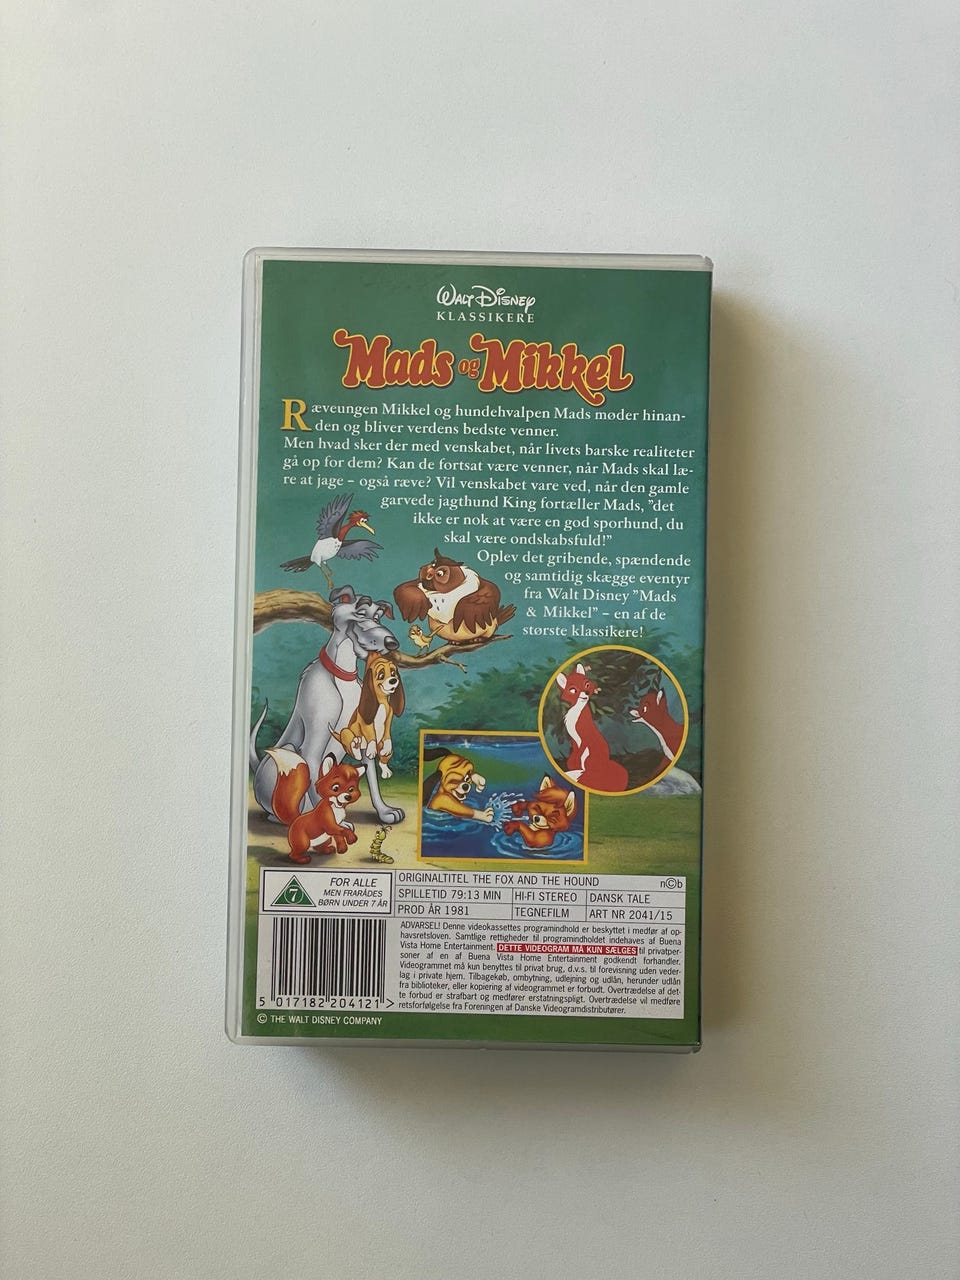 WALT DISNEY
KLASSIKERE
Mads og Mikkel
Ræveungen Mikkel og hundehvalpen Mads møder hinan-
den og bliver verdens bedste venner.
Men hvad sker der med venskabet, når livets barske realiteter
gå op for dem? Kan de fortsat være venner, når Mads skal læ-
re at jage – også ræve? Vil venskabet vare ved, når den gamle
garvede jagthund King fortæller Mads, ”det
ikke er nok at være en god sporhund, du
skal være ondskabsfuld!”
Oplev det gribende, spændende
og samtidig skægge eventyr
fra Walt Disney ”Mads
& Mikkel” – en af de
største klassikere!
7
FOR ALLE
MEN FRARÅDES
BØRN UNDER 7 ÅR
ORIGINALTITEL THE FOX AND THE HOUND
n©b
SPILLETID 79:13 MIN HI-FI STEREO DANSK TALE
PROD ÅR 1981 TEGNEFILM ART NR 2041/15
ADVARSEL! Denne videokassettes programindhold er beskyttet i medfør af op-
havsretsloven. Samtlige rettigheder til programindholdet indehaves af Buena
Vista Home Entertainment. DETTE VIDEOGRAM MÅ KUN SÆLGES til privatper-
soner af en af Buena Vista Home Entertainment godkendt forhandler.
Videogrammet må kun benyttes til privat brug, d.v.s. til forevisning uden veder-
lag i private hjem. Tilbagekøb, ombytning, udlejning og udlån, herunder udlån
fra biblioteker, eller kopiering af videogrammet er forbudt. Overtrædelse af det-
te forbud er strafbart og medfører erstatningspligt. Overtrædelse vil medføre
retsforfølgelse fra Foreningen af Danske Videogramdistributører.
5 017182 204121 >
© THE WALT DISNEY COMPANY